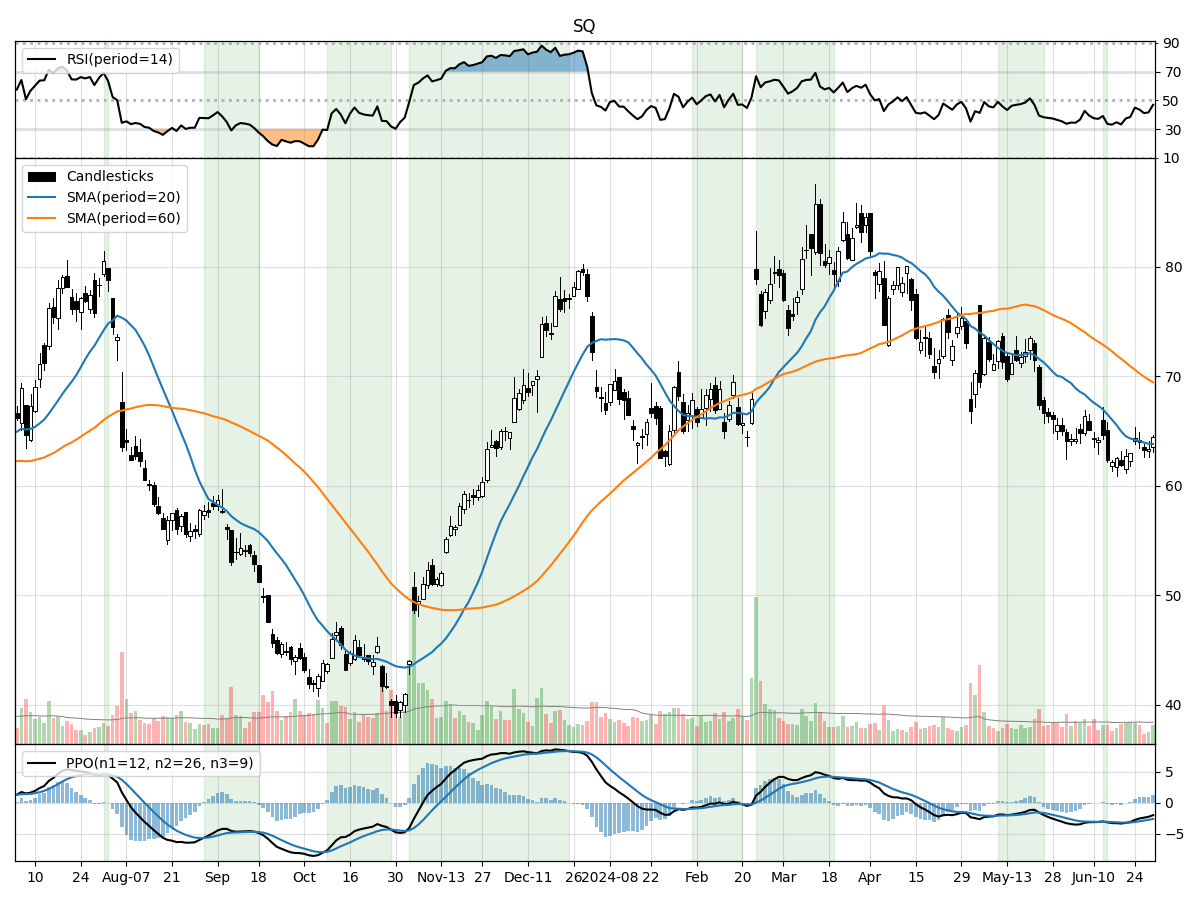 SQ
RSI(period=14)
90
70
50
30
10
Candlesticks
SMA(period=20)
SMA(period=60)
80
70
60
50
40
PPO(n1=12, n2=26, n3=9)
5
0
−5
10 24 Aug-07 21 Sep 18 Oct 16 30 Nov-13 27 Dec-11 26 2024-08 22 Feb 20 Mar 18 Apr 15 29 May-13 28 Jun-10 24